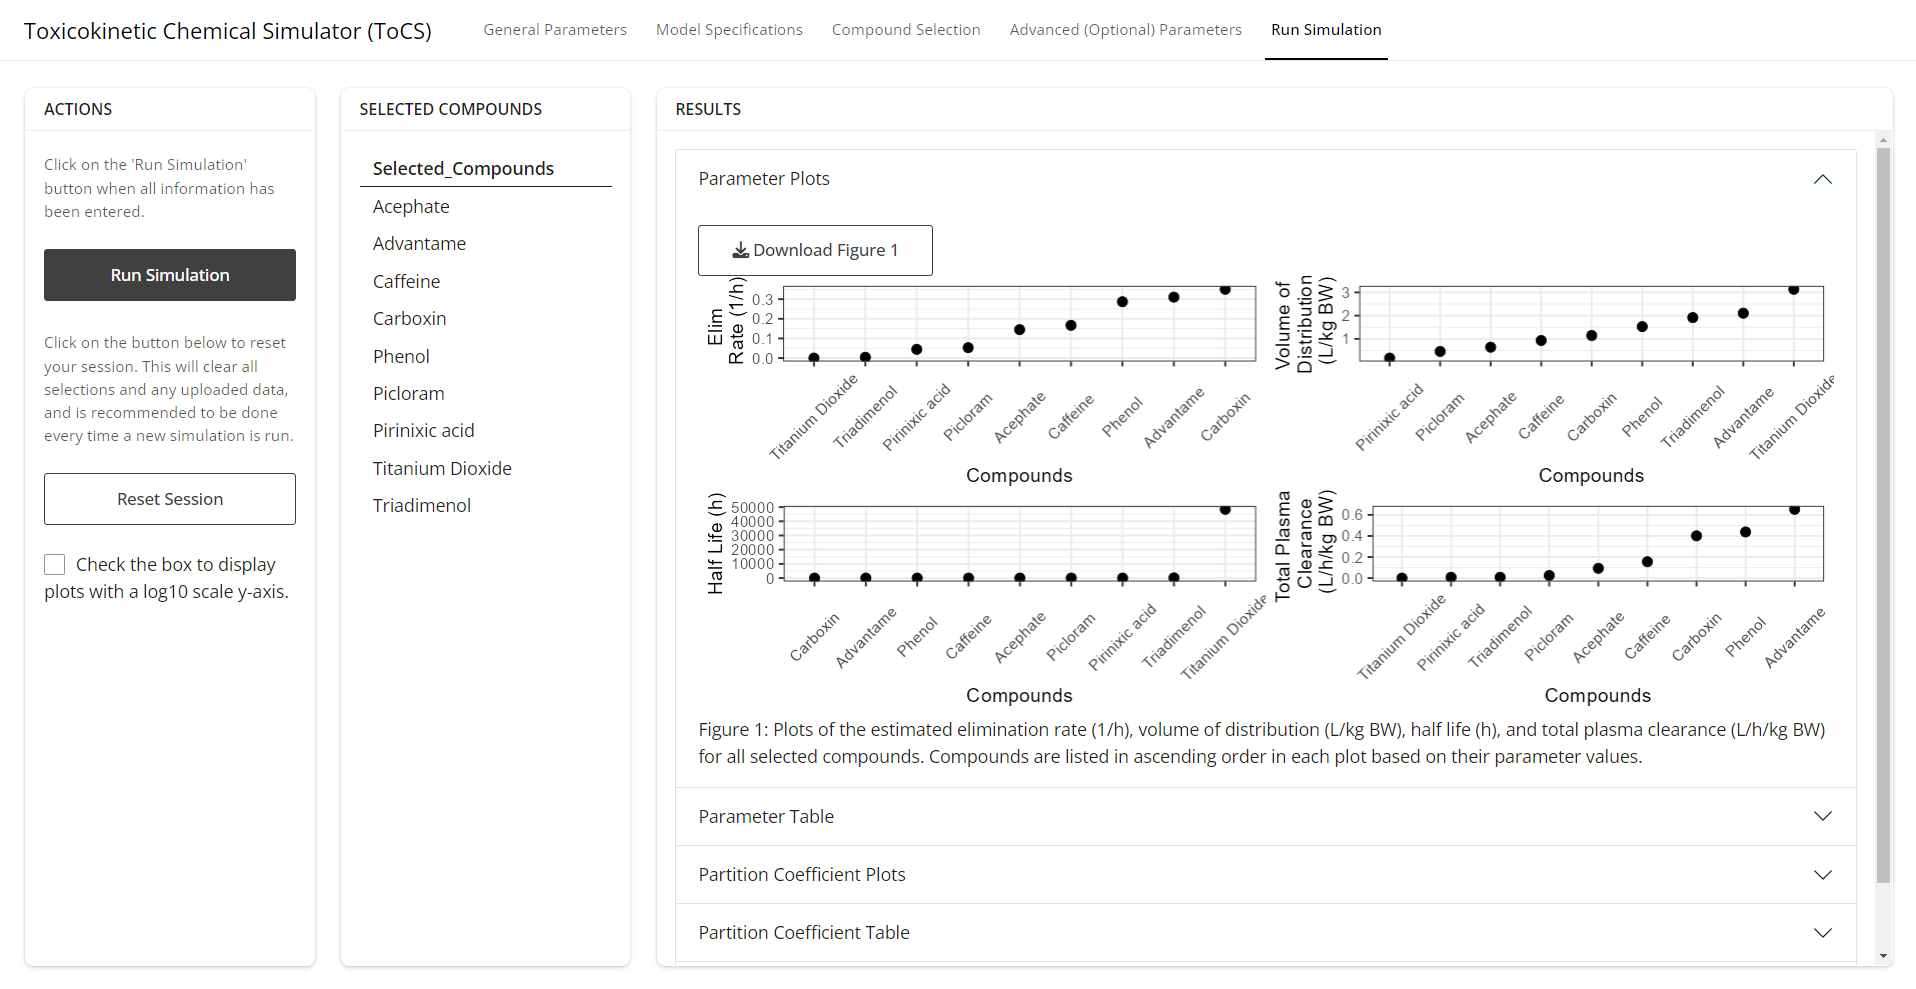 Toxicokinetic Chemical Simulator (ToCS)
General Parameters
Model Specifications
Compound Selection
Advanced (Optional) Parameters
Run Simulation
ACTIONS
Click on the 'Run Simulation'
button when all information has
been entered.
Run Simulation
Click on the button below to reset
your session. This will clear all
selections and any uploaded data,
and is recommended to be done
every time a new simulation is run.
Reset Session
Check the box to display
plots with a log10 scale y-axis.
SELECTED COMPOUNDS
Selected_Compounds
Acephate
Advantame
Caffeine
Carboxin
Phenol
Picloram
Pirinixic acid
Titanium Dioxide
Triadimenol
RESULTS
Parameter Plots
Download Figure 1
Elim
Rate (1/h)
0.3
0.2
0.1
0.0
Titanium Dioxide
Triadimenol
Pirinixic acid
Picloram
Acephate
Caffeine
Phenol
Advantame
Carboxin
Compounds
Volume of
Distribution
(L/kg BW)
3
2
1
Pirinixic acid
Picloram
Acephate
Caffeine
Carboxin
Phenol
Triadimenol
Advantame
Titanium Dioxide
Compounds
Half Life (h)
50000
40000
30000
20000
10000
0
Carboxin
Advantame
Phenol
Caffeine
Acephate
Picloram
Pirinixic acid
Triadimenol
Titanium Dioxide
Compounds
Total Plasma
Clearance
(L/h/kg BW)
0.6
0.4
0.2
0.0
Titanium Dioxide
Pirinixic acid
Triadimenol
Picloram
Acephate
Caffeine
Carboxin
Phenol
Advantame
Compounds
Figure 1: Plots of the estimated elimination rate (1/h), volume of distribution (L/kg BW), half life (h), and total plasma clearance (L/h/kg BW)
for all selected compounds. Compounds are listed in ascending order in each plot based on their parameter values.
Parameter Table
Partition Coefficient Plots
Partition Coefficient Table